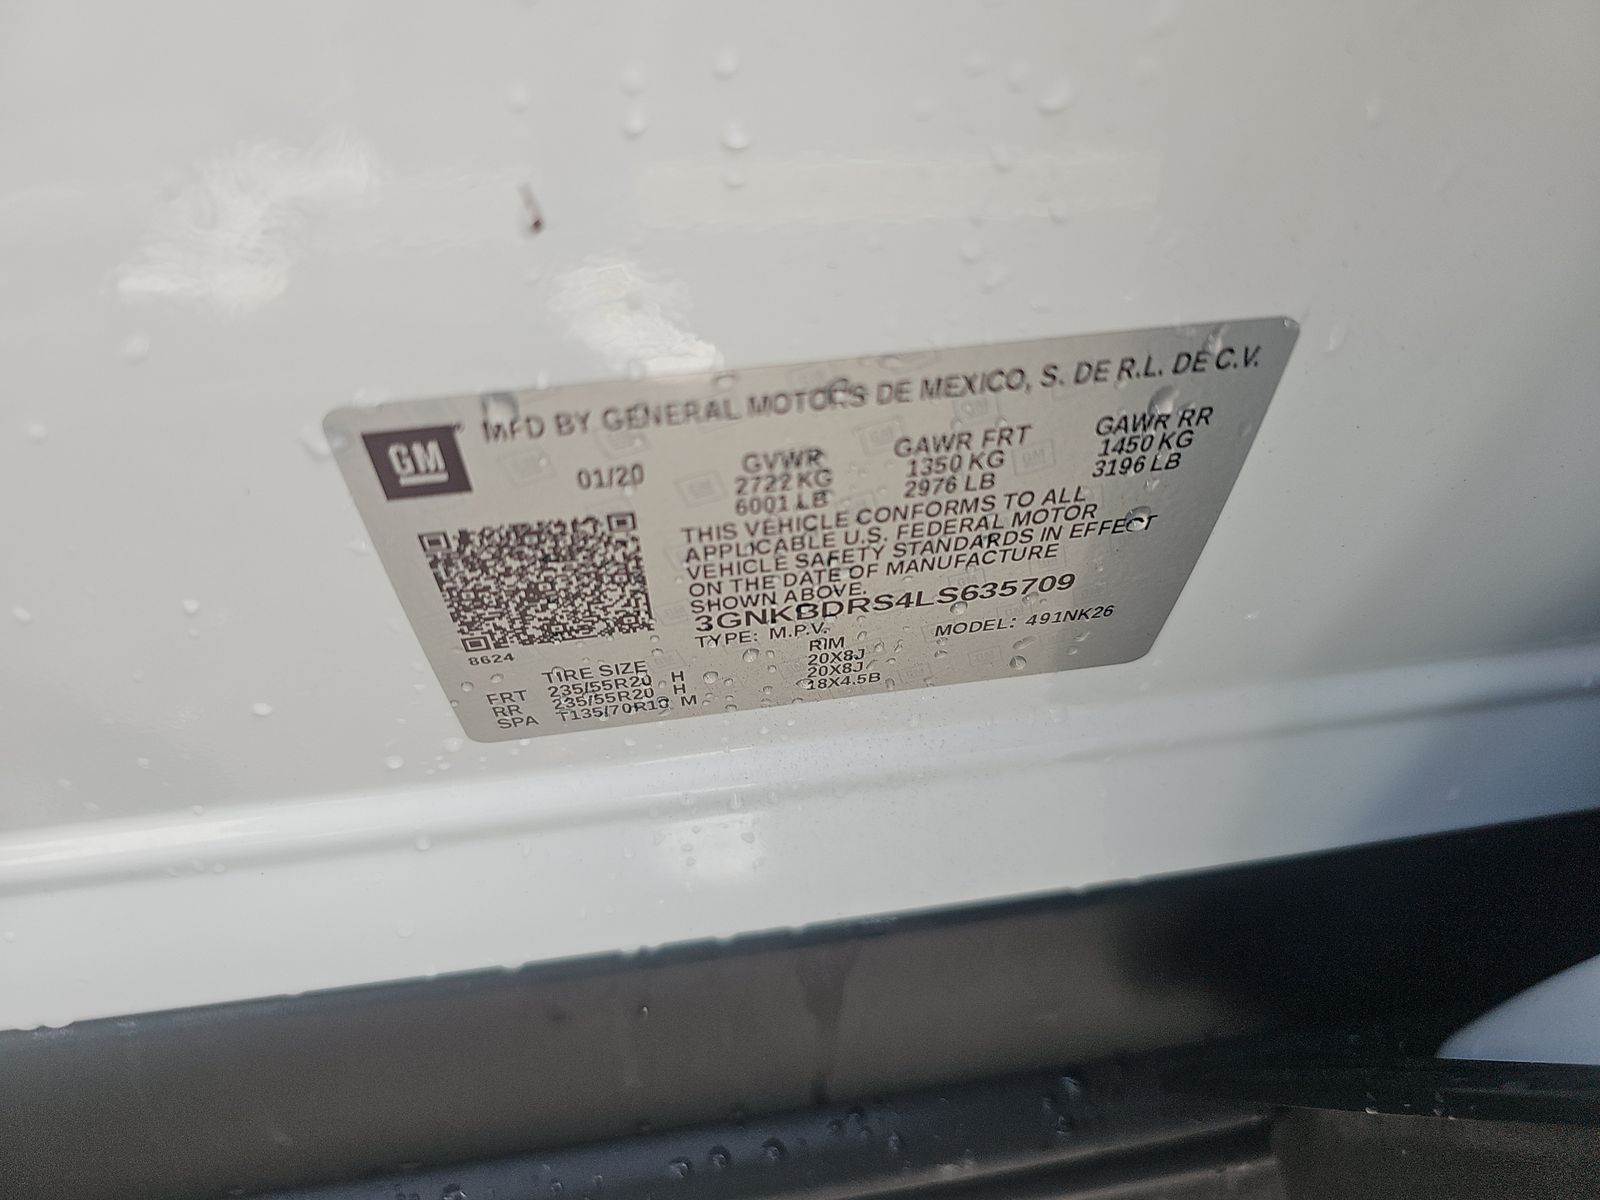 MFD BY GENERAL MOTORS DE MEXICO, S. DE R.L. DE C.V.
GM
01/20
GVWR GAWR FRT GAWR RR
2722 KG 1350 KG 1450 KG
6001 LB 2976 LB 3196 LB
THIS VEHICLE CONFORMS TO ALL
APPLICABLE U.S. FEDERAL MOTOR
VEHICLE SAFETY STANDARDS IN EFFECT
ON THE DATE OF MANUFACTURE
SHOWN ABOVE.
3GNKBDRS4LS635709
TYPE: M.P.V. MODEL: 491NK26
8624
TIRE SIZE RIM
FRT 235/55R20 H 20X8J
RR 235/55R20 H 20X8J
SPA M 18X4.5B